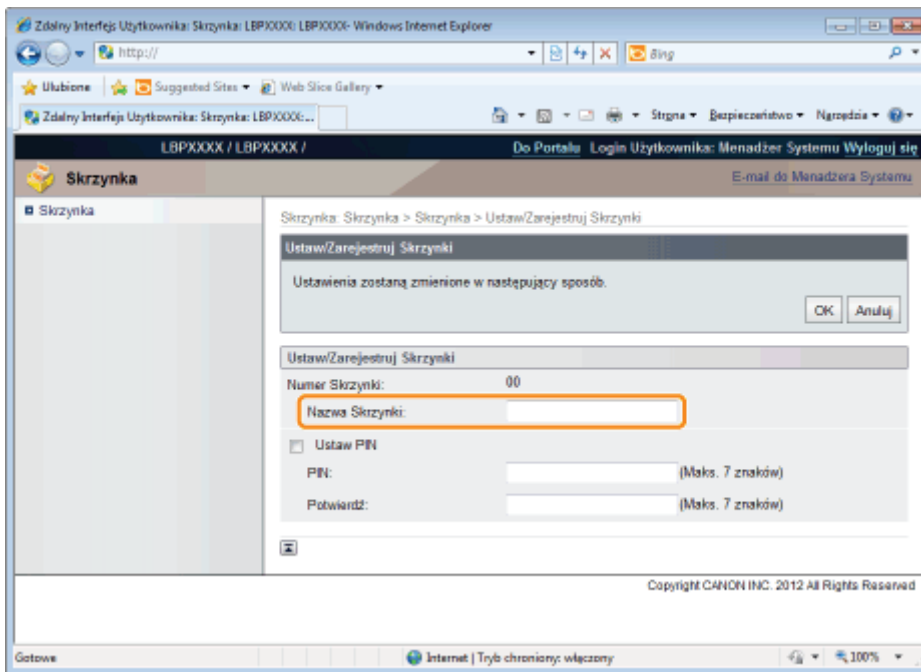 Zdalny Interfejs Użytkownika: Skrzynka: LBPXXXX: LBPXXXX- Windows Internet Explorer
http://
Bing
Ulubione Suggested Sites Web Slice Gallery
Zdalny Interfejs Użytkownika: Skrzynka: LBPXXXX:... Strona Bezpieczeństwo Narzędzia
LBPXXXX / LBPXXXX / Do Portalu Login Użytkownika: Menadżer Systemu Wyloguj się
Skrzynka E-mail do Menadżera Systemu
Skrzynka
Skrzynka: Skrzynka > Skrzynka > Ustaw/Zarejestruj Skrzynki
Ustaw/Zarejestruj Skrzynki
Ustawienia zostaną zmienione w następujący sposób.
OK Anuluj
Ustaw/Zarejestruj Skrzynki
Numer Skrzynki: 00
Nazwa Skrzynki:
Ustaw PIN
PIN: (Maks. 7 znaków)
Potwierdź: (Maks. 7 znaków)
Copyright CANON INC. 2012 All Rights Reserved
Gotowe Internet | Tryb chroniony: włączony 100%